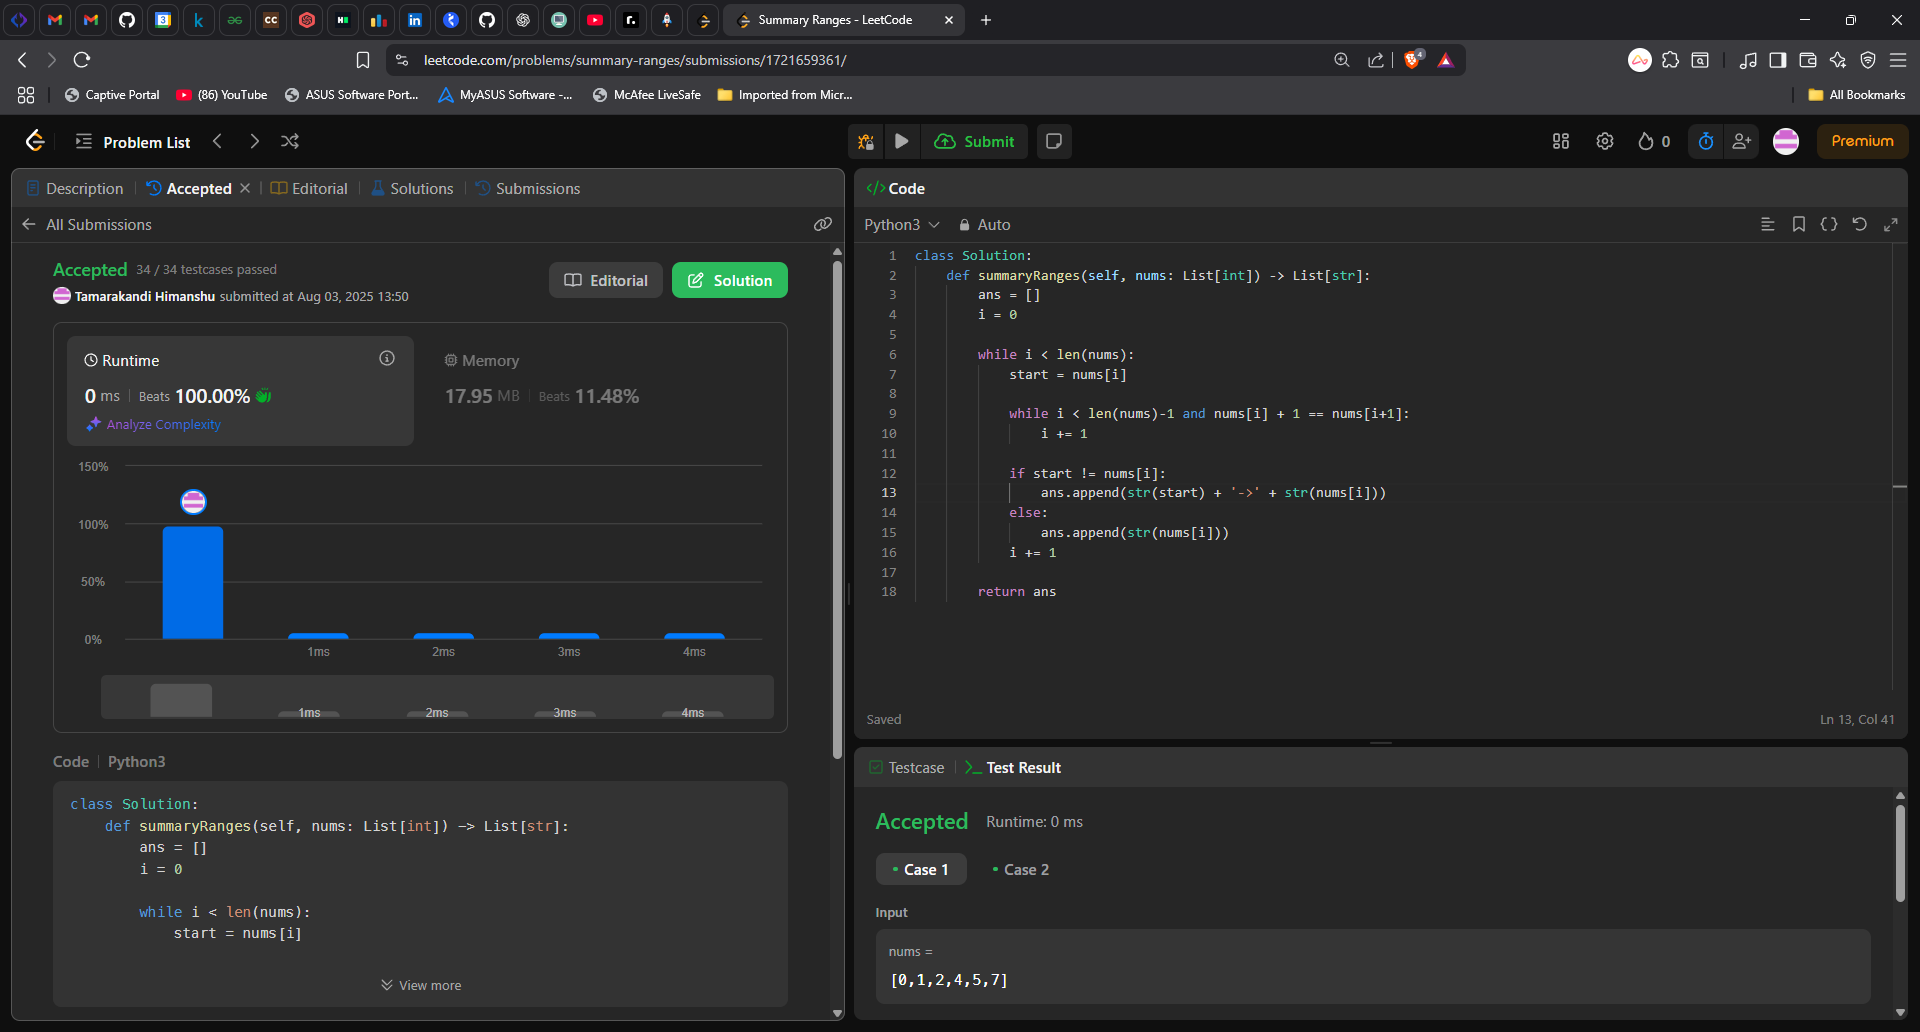 Summary Ranges - LeetCode
leetcode.com/problems/summary-ranges/submissions/1721659361/
4
Captive Portal
(86) YouTube
ASUS Software Port...
MyASUS Software -...
McAfee LiveSafe
Imported from Micr...
All Bookmarks
Problem List
Submit
0
Premium
Description
Accepted
Editorial
Solutions
Submissions
All Submissions
Accepted 34 / 34 testcases passed
Tamarakandi Himanshu submitted at Aug 03, 2025 13:50
Editorial
Solution
Runtime
0 ms Beats 100.00%
Analyze Complexity
Memory
17.95 MB Beats 11.48%
150%
100%
50%
0%
1ms 2ms 3ms 4ms
1ms 2ms 3ms 4ms
Code Python3
class Solution:
    def summaryRanges(self, nums: List[int]) -> List[str]:
        ans = []
        i = 0

        while i < len(nums):
            start = nums[i]
View more
</> Code
Python3 Auto
1 class Solution:
2     def summaryRanges(self, nums: List[int]) -> List[str]:
3         ans = []
4         i = 0
5
6         while i < len(nums):
7             start = nums[i]
8
9             while i < len(nums)-1 and nums[i] + 1 == nums[i+1]:
10                 i += 1
11
12             if start != nums[i]:
13                 ans.append(str(start) + '->' + str(nums[i]))
14             else:
15                 ans.append(str(nums[i]))
16             i += 1
17
18         return ans
Saved
Ln 13, Col 41
Testcase
Test Result
Accepted Runtime: 0 ms
Case 1
Case 2
Input
nums =
[0,1,2,4,5,7]